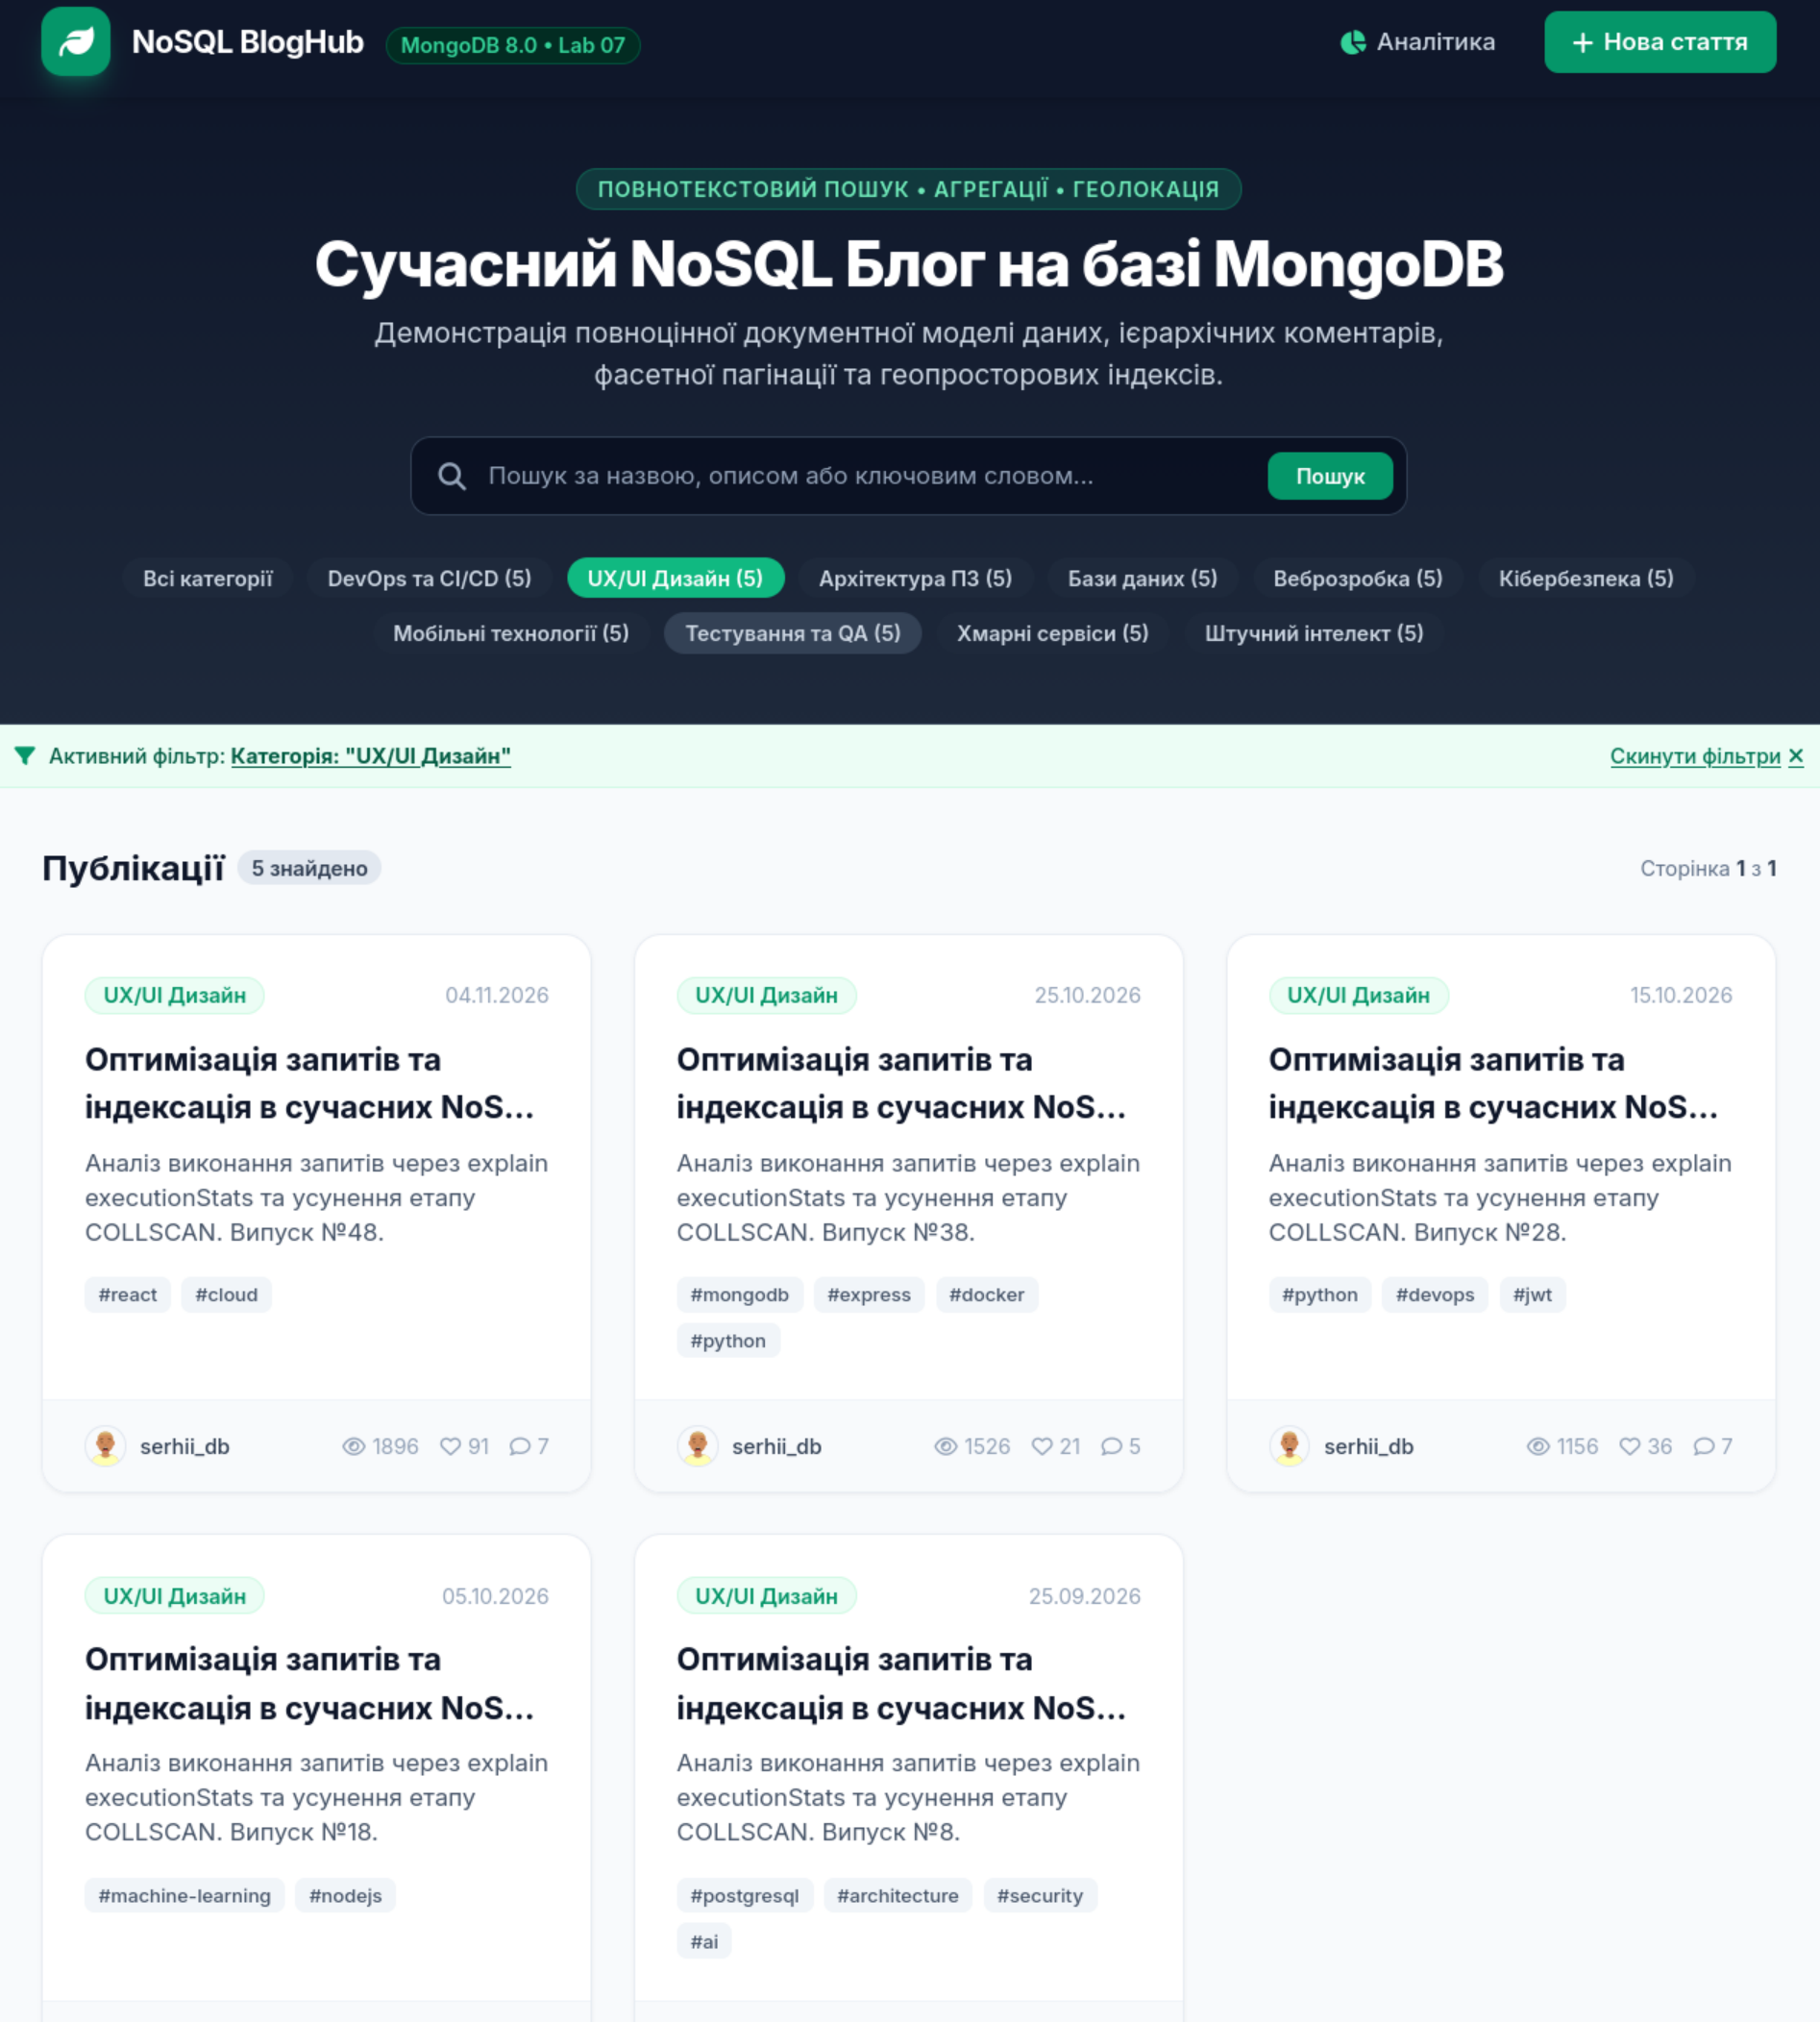 NoSQL BlogHub
MongoDB 8.0 • Lab 07
Аналітика
+ Нова стаття
ПОВНОТЕКСТОВИЙ ПОШУК • АГРЕГАЦІЇ • ГЕОЛОКАЦІЯ
Сучасний NoSQL Блог на базі MongoDB
Демонстрація повноцінної документної моделі даних, ієрархічних коментарів,
фасетної пагінації та геопросторових індексів.
Пошук за назвою, описом або ключовим словом...
Пошук
Всі категорії
DevOps та CI/CD (5)
UX/UI Дизайн (5)
Архітектура ПЗ (5)
Бази даних (5)
Веброзробка (5)
Кібербезпека (5)
Мобільні технології (5)
Тестування та QA (5)
Хмарні сервіси (5)
Штучний інтелект (5)
Активний фільтр: Категорія: "UX/UI Дизайн"
Скинути фільтри ✕
Публікації
5 знайдено
Сторінка 1 з 1
UX/UI Дизайн
04.11.2026
Оптимізація запитів та
індексація в сучасних NoS...
Аналіз виконання запитів через explain
executionStats та усунення етапу
COLLSCAN. Випуск №48.
#react #cloud
serhii_db
1896 91 7
UX/UI Дизайн
25.10.2026
Оптимізація запитів та
індексація в сучасних NoS...
Аналіз виконання запитів через explain
executionStats та усунення етапу
COLLSCAN. Випуск №38.
#mongodb #express #docker
#python
serhii_db
1526 21 5
UX/UI Дизайн
15.10.2026
Оптимізація запитів та
індексація в сучасних NoS...
Аналіз виконання запитів через explain
executionStats та усунення етапу
COLLSCAN. Випуск №28.
#python #devops #jwt
serhii_db
1156 36 7
UX/UI Дизайн
05.10.2026
Оптимізація запитів та
індексація в сучасних NoS...
Аналіз виконання запитів через explain
executionStats та усунення етапу
COLLSCAN. Випуск №18.
#machine-learning #nodejs
UX/UI Дизайн
25.09.2026
Оптимізація запитів та
індексація в сучасних NoS...
Аналіз виконання запитів через explain
executionStats та усунення етапу
COLLSCAN. Випуск №8.
#postgresql #architecture #security
#ai